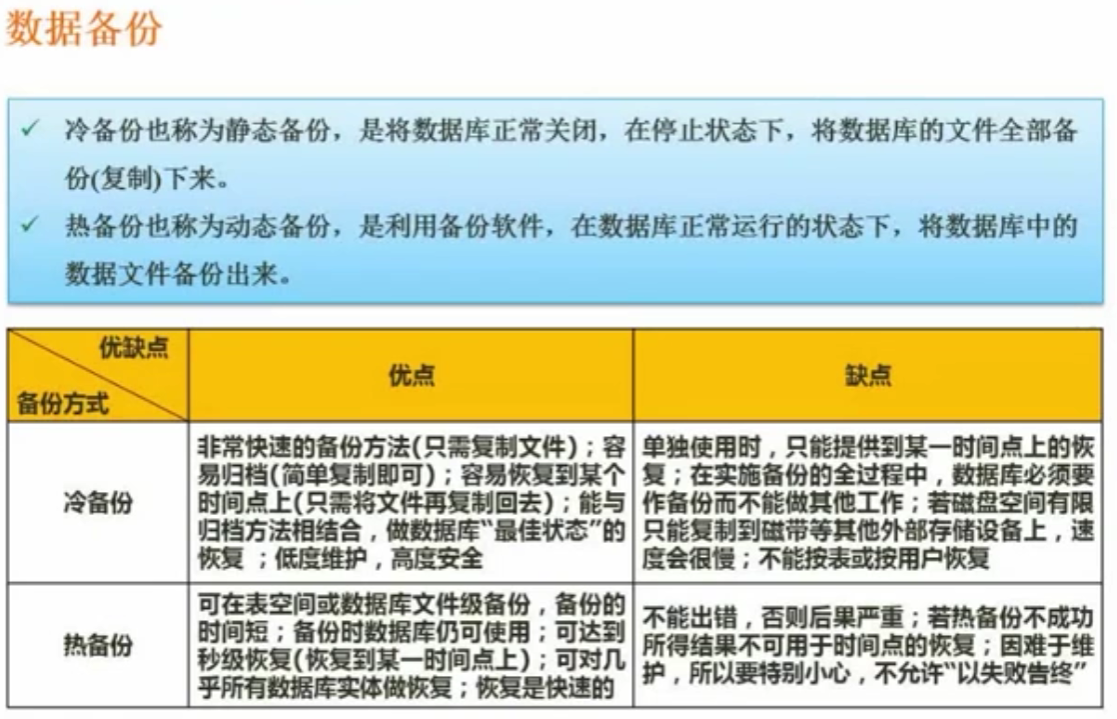 数据备份
✓ 冷备份也称为静态备份，是将数据库正常关闭，在停止状态下，将数据库的文件全部备
份(复制)下来。
✓ 热备份也称为动态备份，是利用备份软件，在数据库正常运行的状态下，将数据库中的
数据文件备份出来。
优缺点
备份方式
优点
缺点
冷备份
非常快速的备份方法(只需复制文件)；容
易归档(简单复制即可)；容易恢复到某个
时间点上(只需将文件再复制回去)；能与
归档方法相结合，做数据库“最佳状态”的
恢复 ；低度维护，高度安全
单独使用时，只能提供到某一时间点上的恢
复；在实施备份的全过程中，数据库必须要
作备份而不能做其他工作；若磁盘空间有限
只能复制到磁带等其他外部存储设备上，速
度会很慢；不能按表或按用户恢复
热备份
可在表空间或数据库文件级备份，备份的
时间短；备份时数据库仍可使用；可达到
秒级恢复(恢复到某一时间点上)；可对几
乎所有数据库实体做恢复；恢复是快速的
不能出错，否则后果严重；若热备份不成功
所得结果不可用于时间点的恢复；因难于维
护，所以要特别小心，不允许“以失败告终”